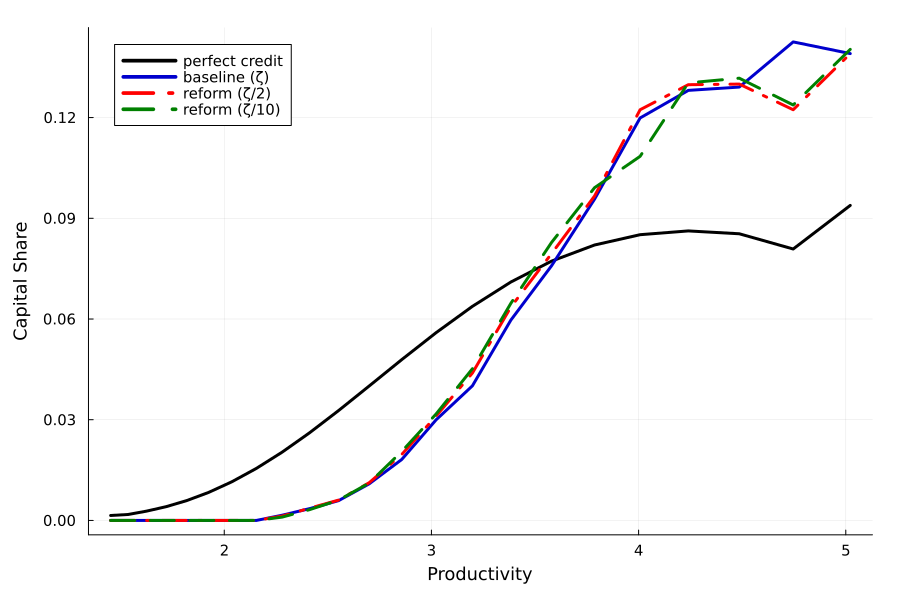 perfect credit
baseline (ζ)
reform (ζ/2)
reform (ζ/10)
Capital Share
0.12
0.09
0.06
0.03
0.00
2
3
4
5
Productivity